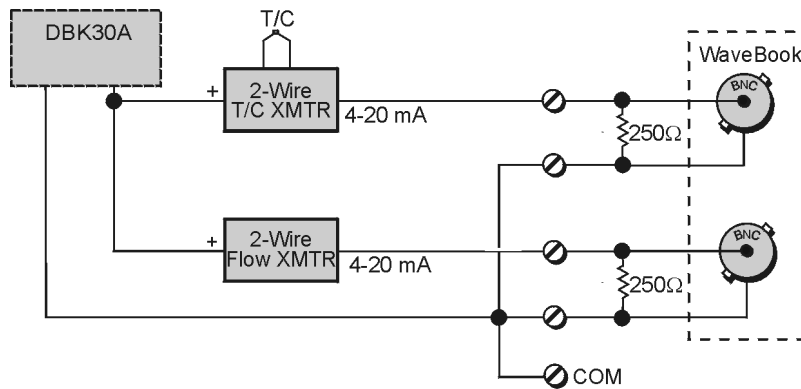 DBK30A
T/C
WaveBook
BNC
+
2-Wire
T/C XMTR
4-20 mA
250Ω
BNC
+
2-Wire
Flow XMTR
4-20 mA
250Ω
COM